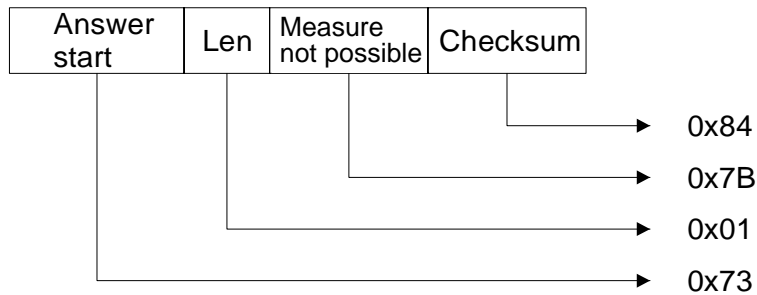 Answer
start
Len
Measure
not possible
Checksum
0x84
0x7B
0x01
0x73